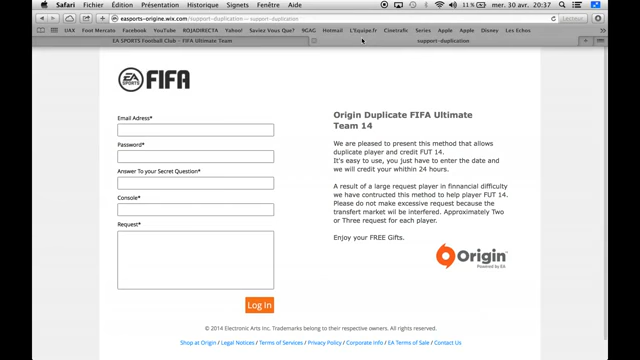 Safari Fichier Édition Présentation Historique Signets Fenêtre Aide
11 % mer. 30 avr. 20:37
easports-origine.wix.com/support-duplication – support-duplication
Lecteur
UAX Foot Mercato Facebook YouTube ROJADIRECTA Yahoo! Saviez Vous Que? 9GAG Hotmail L'Equipe.fr Cinetrafic Series Apple Apple Disney Les Echos
EA SPORTS Football Club - FIFA Ultimate Team
support-duplication
EA SPORTS FIFA
Email Adress*
Password*
Answer To your Secret Question*
Console*
Request*
Log In
Origin Duplicate FIFA Ultimate
Team 14
We are pleased to present this method that allows
duplicate player and credit FUT 14.
It's easy to use, you just have to enter the date and
we will credit your whithin 24 hours.
A result of a large request player in finnancial difficulty
we have contructed this method to help player FUT 14.
Please do not make excessive request because the
transfert market wil be interfered. Approximately Two
or Three request for each player.
Enjoy your FREE Gifts.
Origin™
Powered by EA
© 2014 Electronic Arts Inc. Trademarks belong to their respective owners. All rights reserved.
Shop at Origin / Legal Notices / Terms of Services / Privacy Policy / Corporate info / EA Terms of Sale / Contact Us